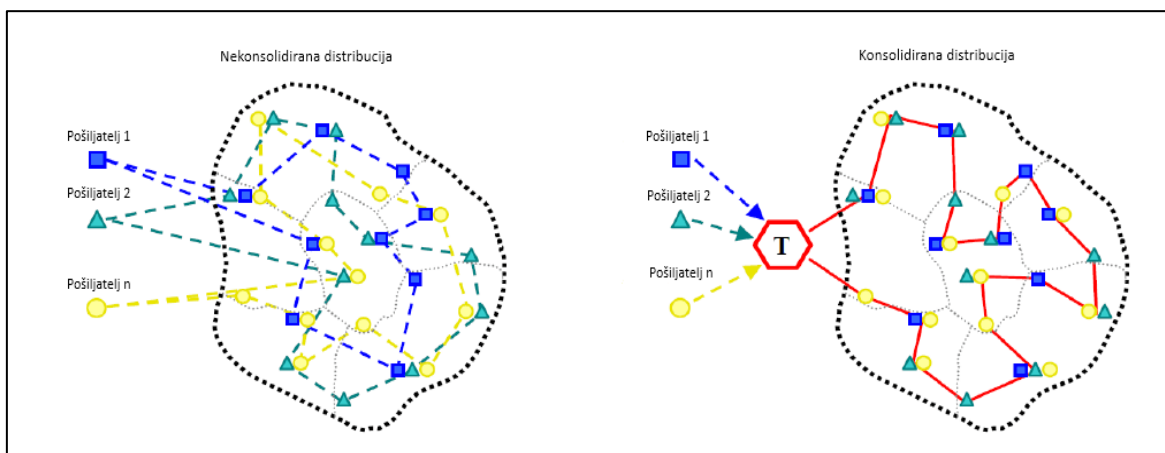 Nekonsolidirana distribucija
Pošiljatelj 1
Pošiljatelj 2
Pošiljatelj n
Konsolidirana distribucija
Pošiljatelj 1
Pošiljatelj 2
Pošiljatelj n
T